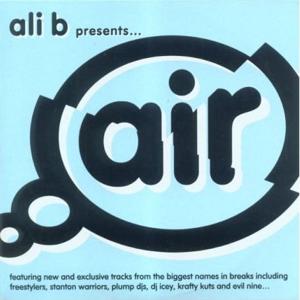 ali b presents...
air
featuring new and exclusive tracks from the biggest names in breaks including
freestylers, stanton warriors, plump djs, dj icey, krafty kuts and evil nine...